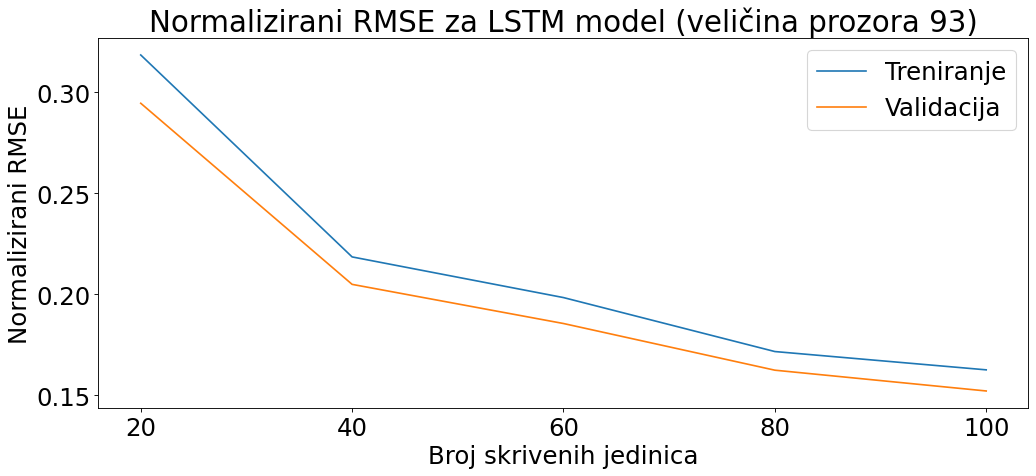 Normalizirani RMSE za LSTM model (veličina prozora 93)
Treniranje
Validacija
Normalizirani RMSE
0.30
0.25
0.20
0.15
20 40 60 80 100
Broj skrivenih jedinica